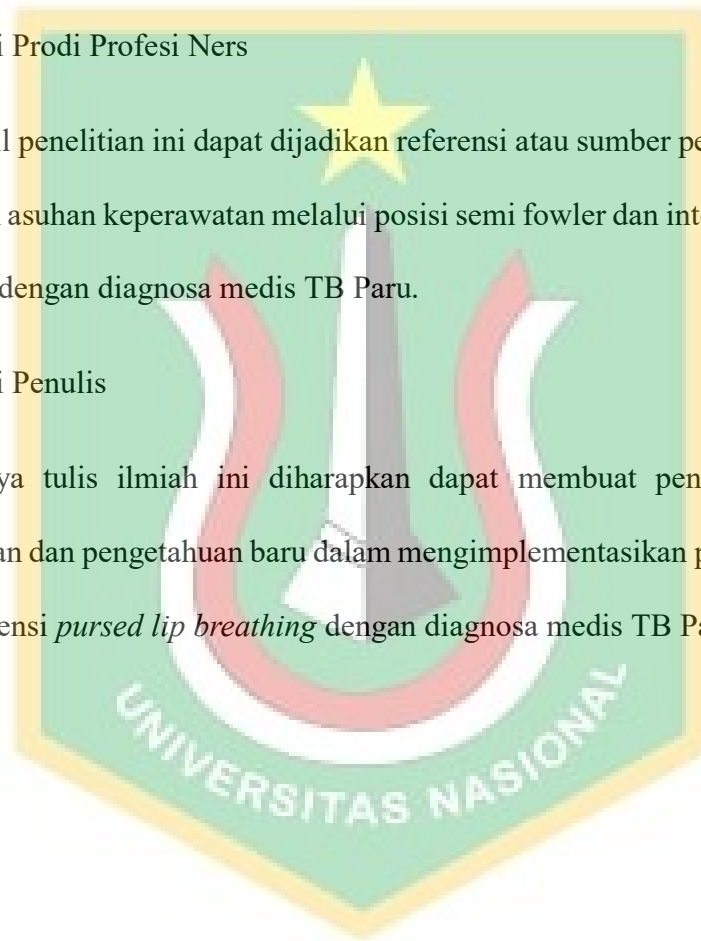 i Prodi Profesi Ners
l penelitian ini dapat dijadikan referensi atau sumber pe
asuhan keperawatan melalui posisi semi fowler dan int
dengan diagnosa medis TB Paru.
i Penulis
ya tulis ilmiah ini diharapkan dapat membuat pen
an dan pengetahuan baru dalam mengimplementasikan p
ensi pursed lip breathing dengan diagnosa medis TB Pa
UNIVERSITAS NASIONAL